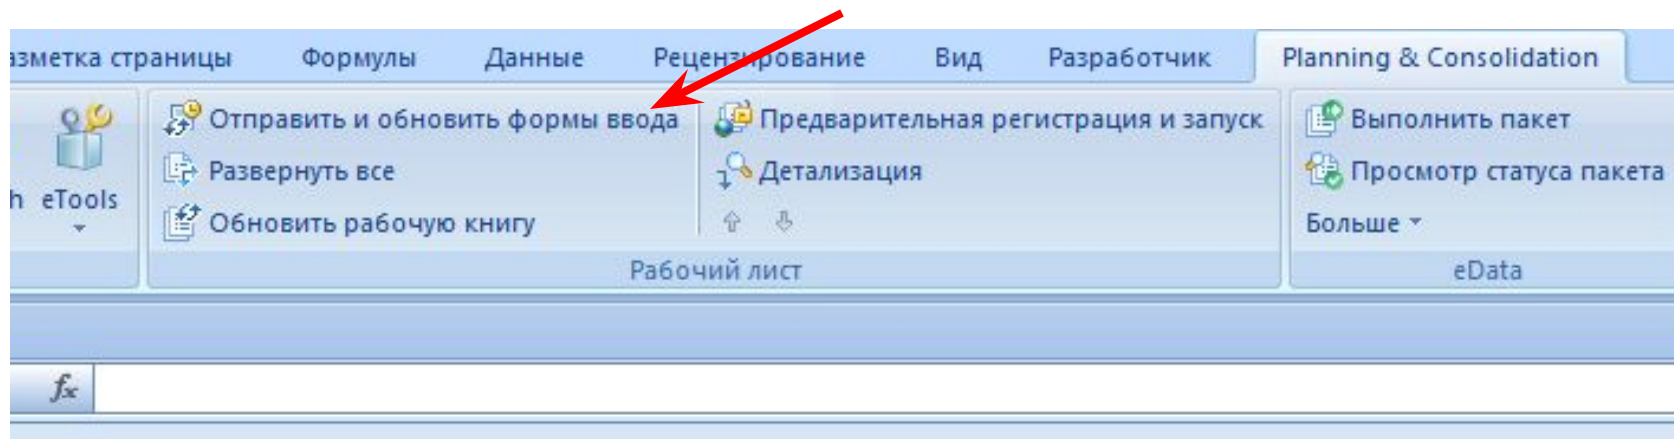 азметка страницы Формулы Данные Рецензирование Вид Разработчик Planning & Consolidation
Отправить и обновить формы ввода Предварительная регистрация и запуск Выполнить пакет
Развернуть все Детализация Просмотр статуса пакета
h eTools
Обновить рабочую книгу Больше
Рабочий лист eData
fx